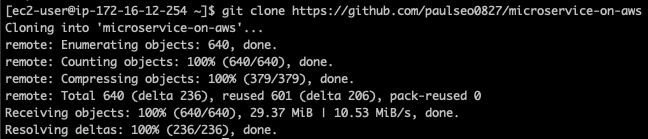 [ec2-user@ip-172-16-12-254 ~]$ git clone https://github.com/paulseo0827/microservice-on-aws
Cloning into 'microservice-on-aws'...
remote: Enumerating objects: 640, done.
remote: Counting objects: 100% (640/640), done.
remote: Compressing objects: 100% (379/379), done.
remote: Total 640 (delta 236), reused 601 (delta 206), pack-reused 0
Receiving objects: 100% (640/640), 29.37 MiB | 10.53 MiB/s, done.
Resolving deltas: 100% (236/236), done.